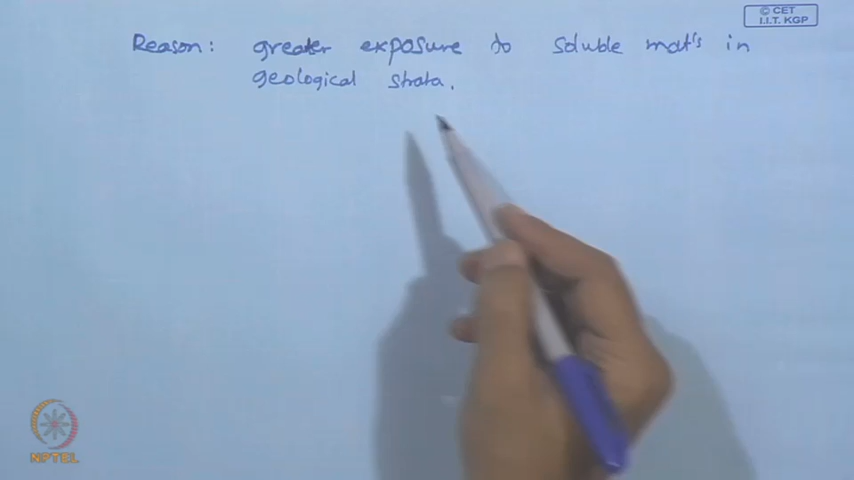 © CET
I.I.T. KGP
Reason: greater exposure to soluble mat's in
geological strata.
NPTEL